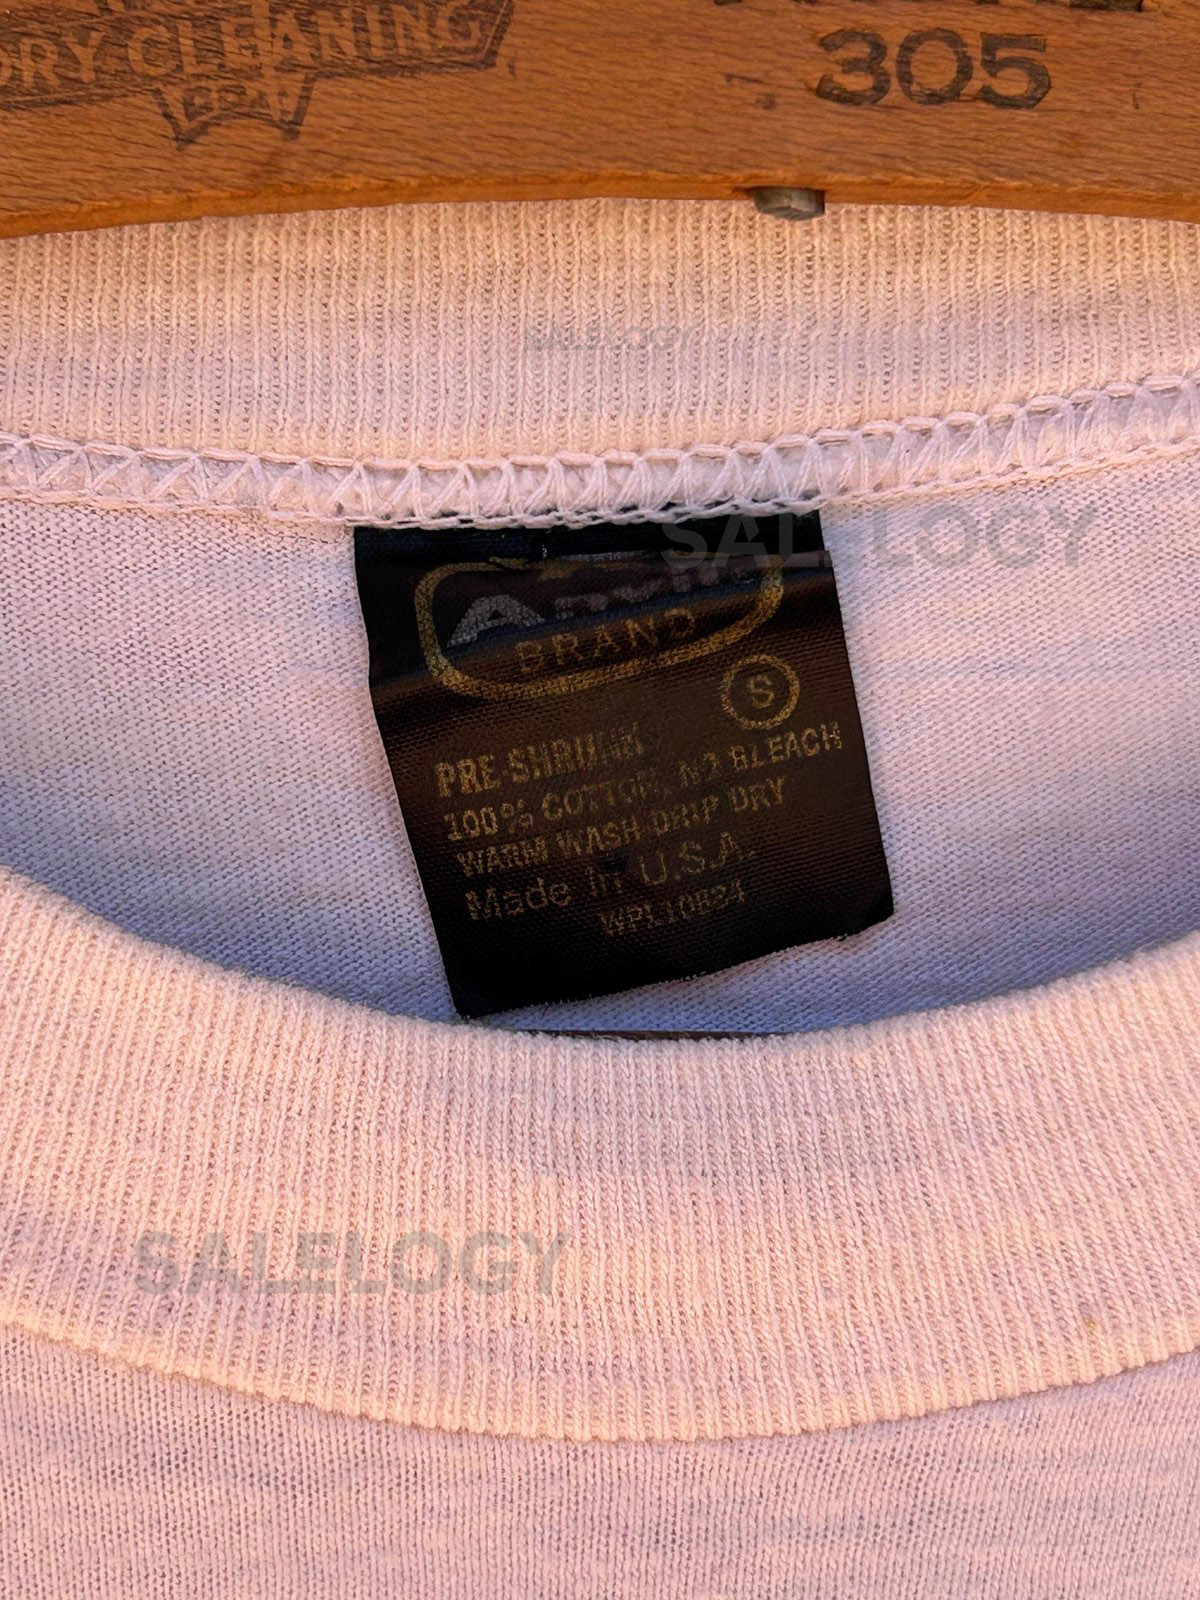 DRY CLEANING
305
SALELOGY
SALELOGY
BRAND
S
PRE-SHRUNK
100% COTTON, NO BLEACH
WARM WASH DRIP DRY
Made in U.S.A.
WPL10824
SALELOGY